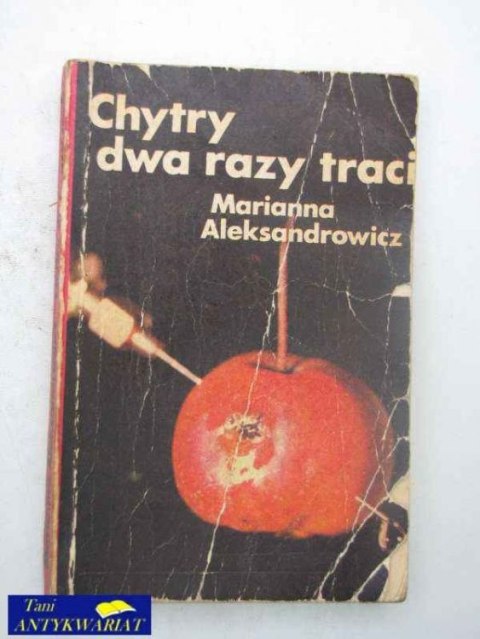 Chytry
dwa razy traci
Marianna
Aleksandrowicz
Tani
ANTYKWARIAT